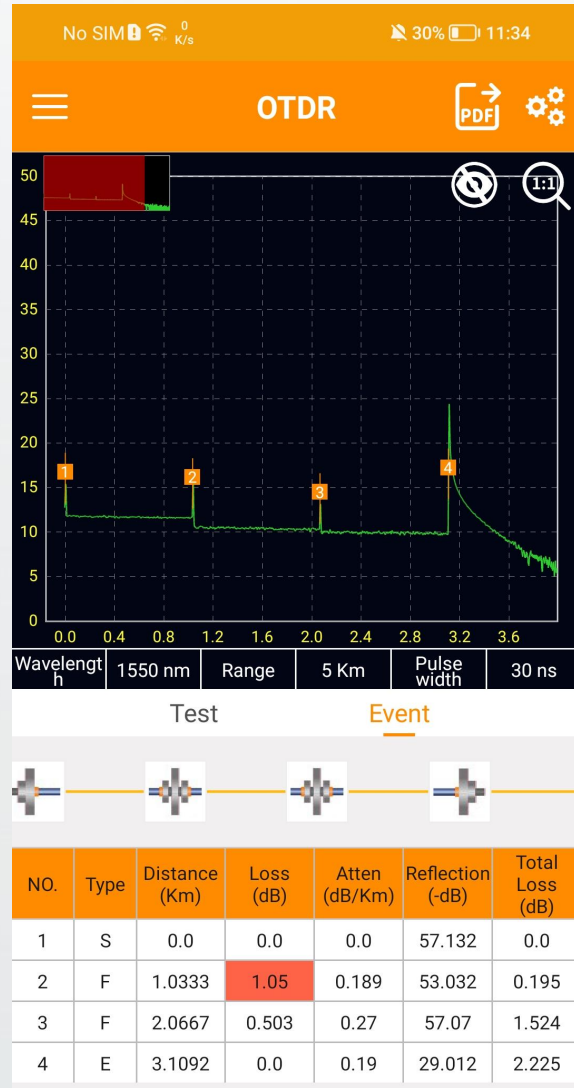 No SIM 0 K/s 30% 11:34
OTDR PDF
50 1:1
45
40
35
30
25
20
1 2 3 4
15
10
5
0
0.0 0.4 0.8 1.2 1.6 2.0 2.4 2.8 3.2 3.6
Wavelengt
h 1550 nm Range 5 Km Pulse
width 30 ns
Test Event
NO. Type Distance
(Km) Loss
(dB) Atten
(dB/Km) Reflection
(-dB) Total
Loss
(dB)
1 S 0.0 0.0 0.0 57.132 0.0
2 F 1.0333 1.05 0.189 53.032 0.195
3 F 2.0667 0.503 0.27 57.07 1.524
4 E 3.1092 0.0 0.19 29.012 2.225